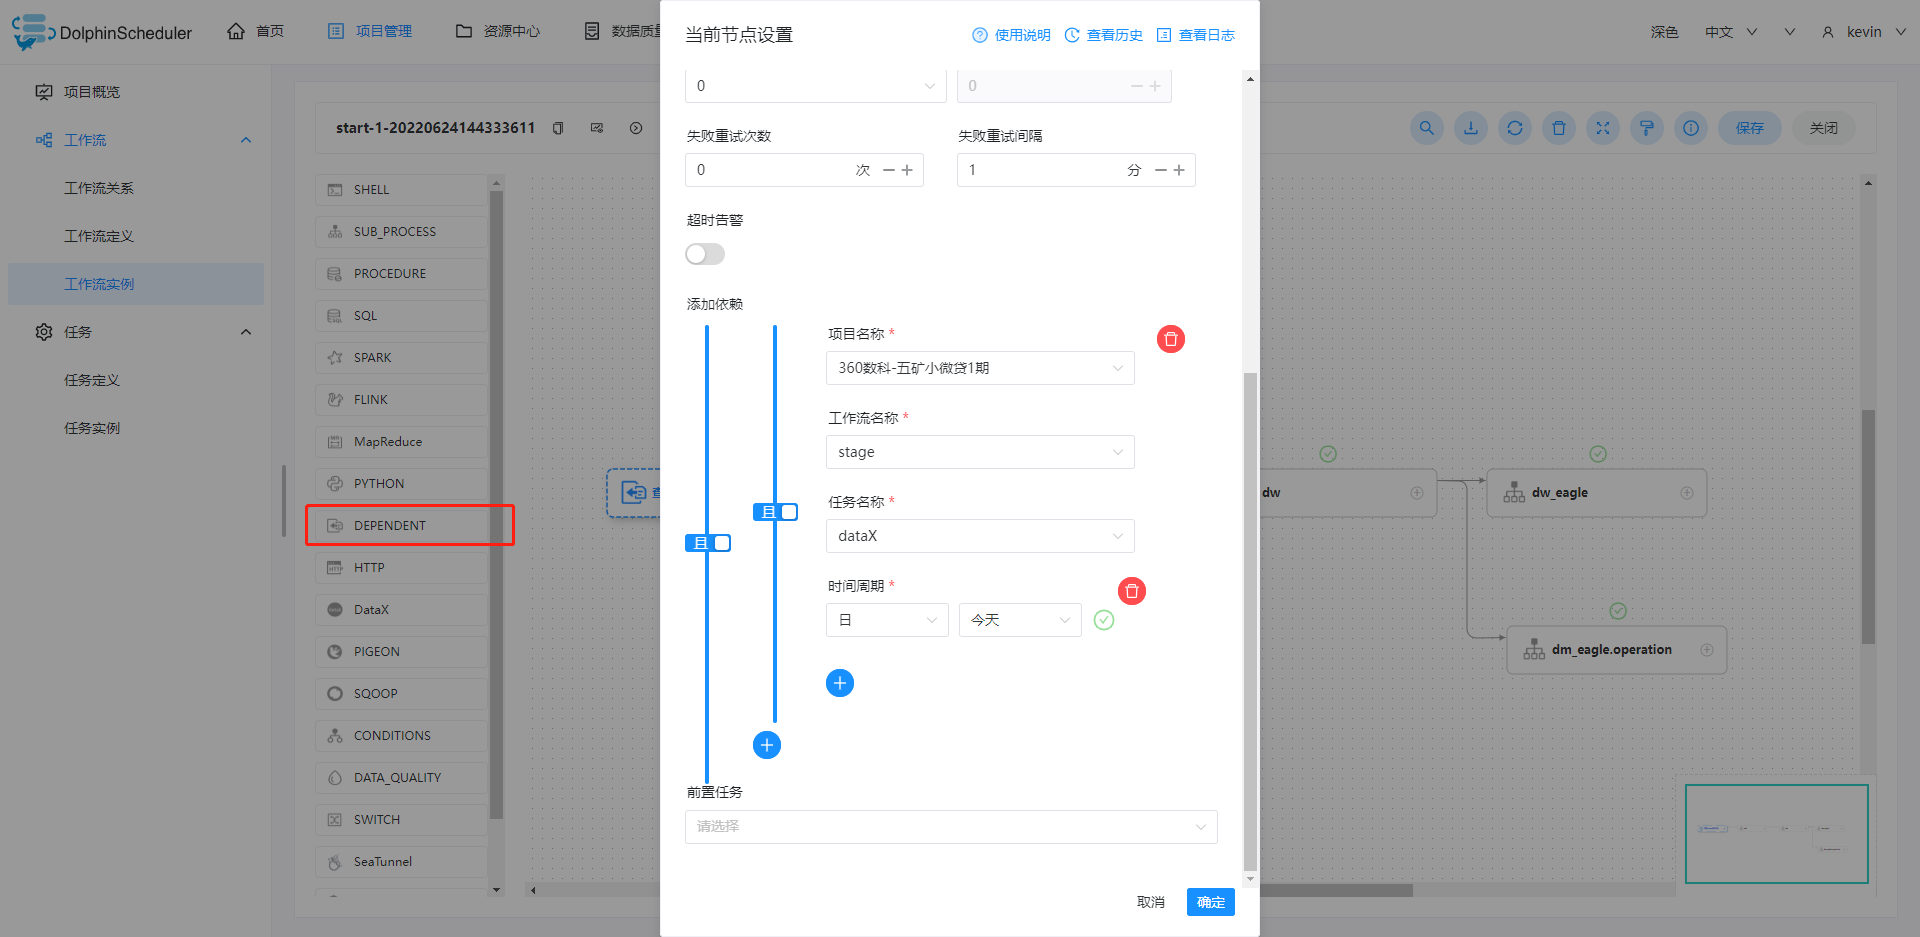 DolphinScheduler
首页
项目管理
资源中心
数据质量
深色
中文
kevin
项目概览
工作流
工作流关系
工作流定义
工作流实例
任务
任务定义
任务实例
start-1-20220624144333611
保存
关闭
SHELL
SUB_PROCESS
PROCEDURE
SQL
SPARK
FLINK
MapReduce
PYTHON
DEPENDENT
HTTP
DataX
PIGEON
SQOOP
CONDITIONS
DATA_QUALITY
SWITCH
SeaTunnel
当前节点设置
使用说明
查看历史
查看日志
0
0
失败重试次数
失败重试间隔
0 次
1 分
超时告警
添加依赖
且
且
项目名称 *
360数科-五矿小微贷1期
工作流名称 *
stage
任务名称 *
dataX
时间周期 *
日
今天
前置任务
请选择
取消
确定
dw
dw_eagle
dm_eagle.operation